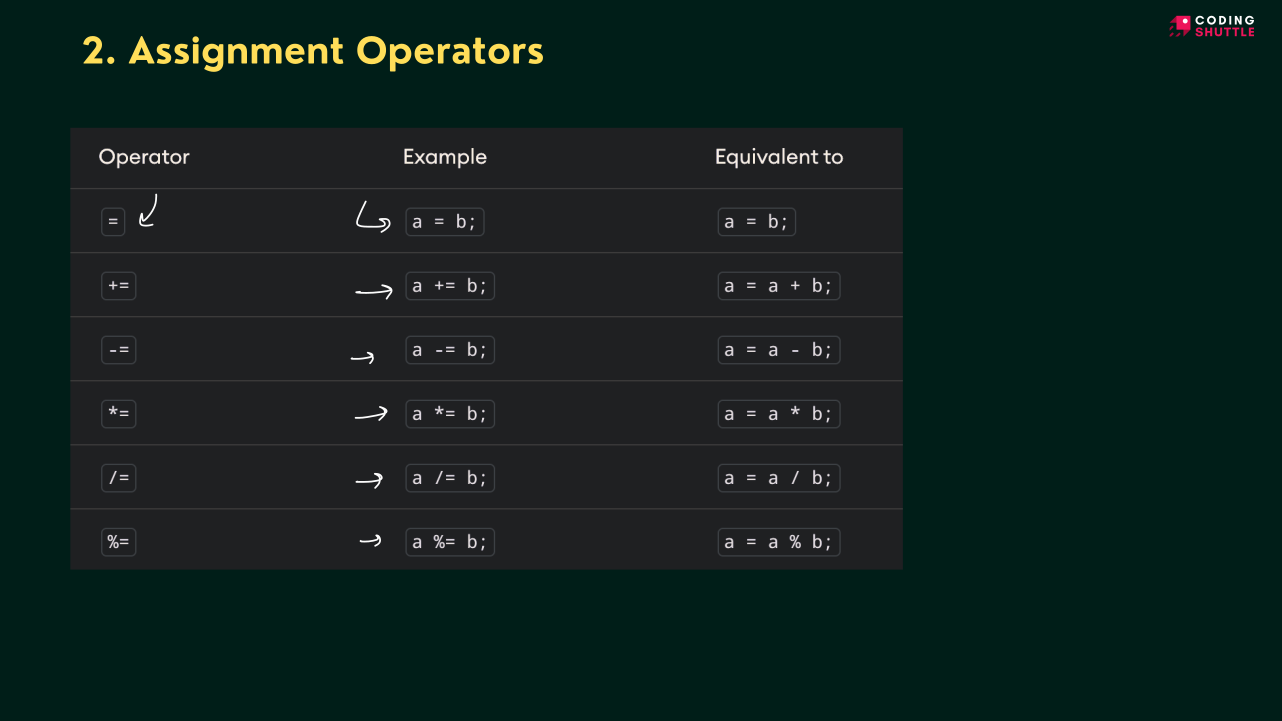 CODING
SHUTTLE
2. Assignment Operators
Operator Example Equivalent to
= a = b; a = b;
+= a += b; a = a + b;
-= a -= b; a = a - b;
*= a *= b; a = a * b;
/= a /= b; a = a / b;
%= a %= b; a = a % b;